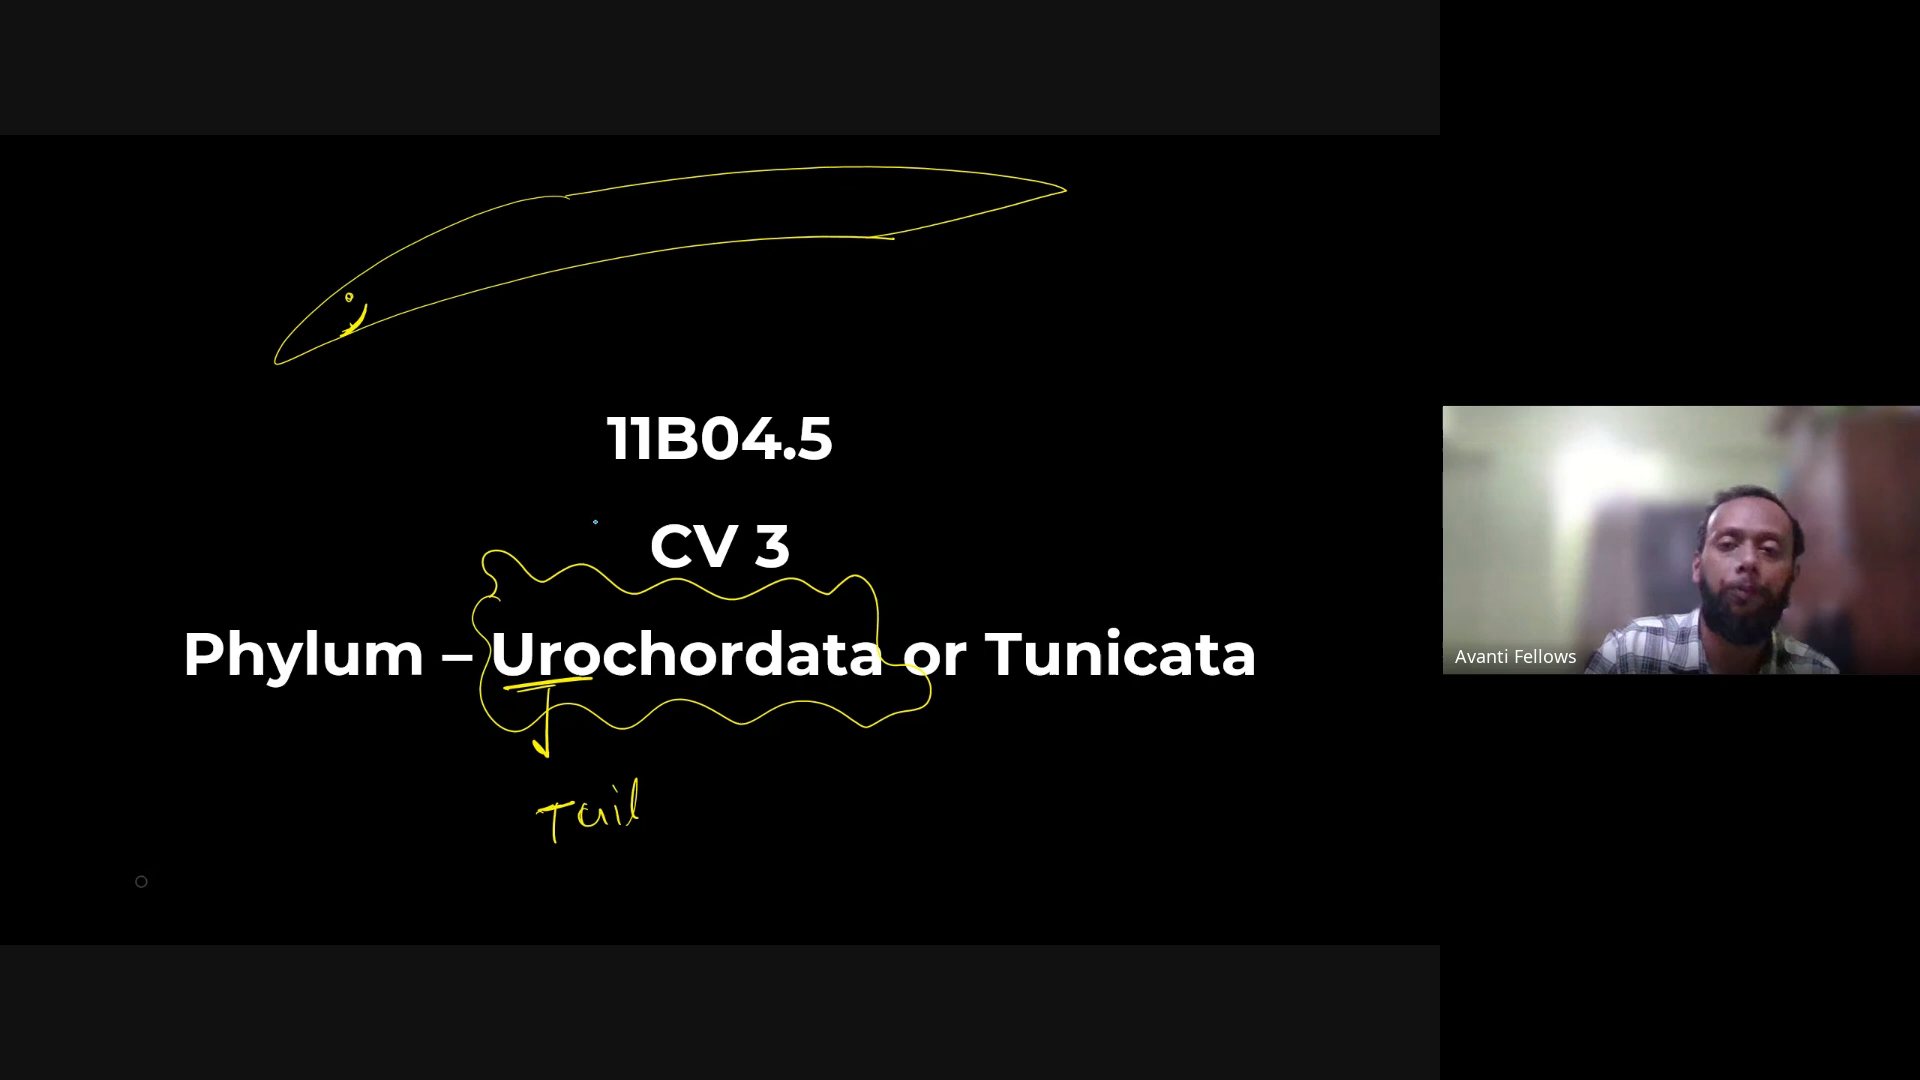 11B04.5
CV 3
Phylum – Urochordata or Tunicata
Tail
Avanti Fellows